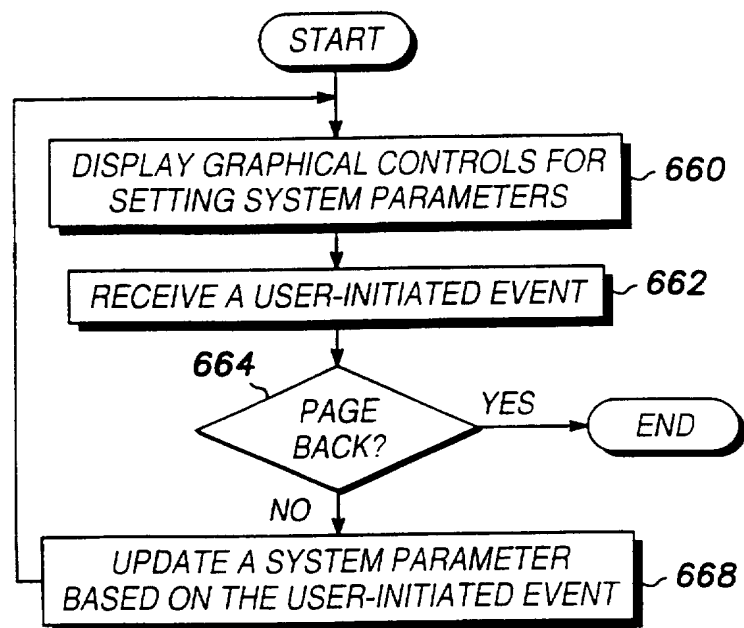 START
DISPLAY GRAPHICAL CONTROLS FOR
SETTING SYSTEM PARAMETERS
660
RECEIVE A USER-INITIATED EVENT
662
664
PAGE
BACK?
YES
END
NO
UPDATE A SYSTEM PARAMETER
BASED ON THE USER-INITIATED EVENT
668